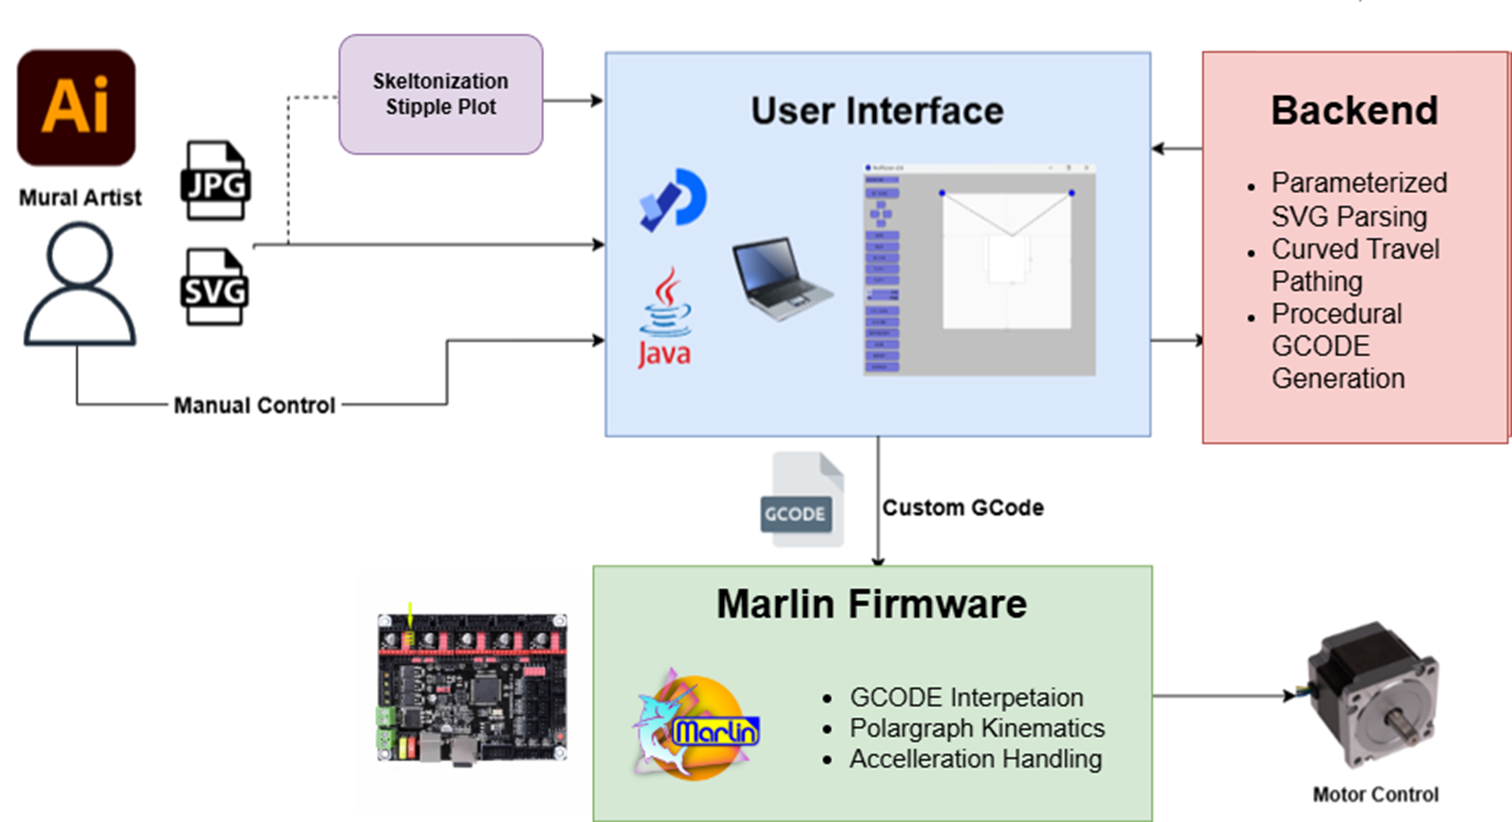 Ai
Mural Artist
JPG
SVG
Skeltonization
Stipple Plot
Manual Control
User Interface
Java
Backend
• Parameterized
SVG Parsing
• Curved Travel
Pathing
• Procedural
GCODE
Generation
GCODE
Custom GCode
Marlin Firmware
Marlin
• GCODE Interpetaion
• Polargraph Kinematics
• Accelleration Handling
Motor Control